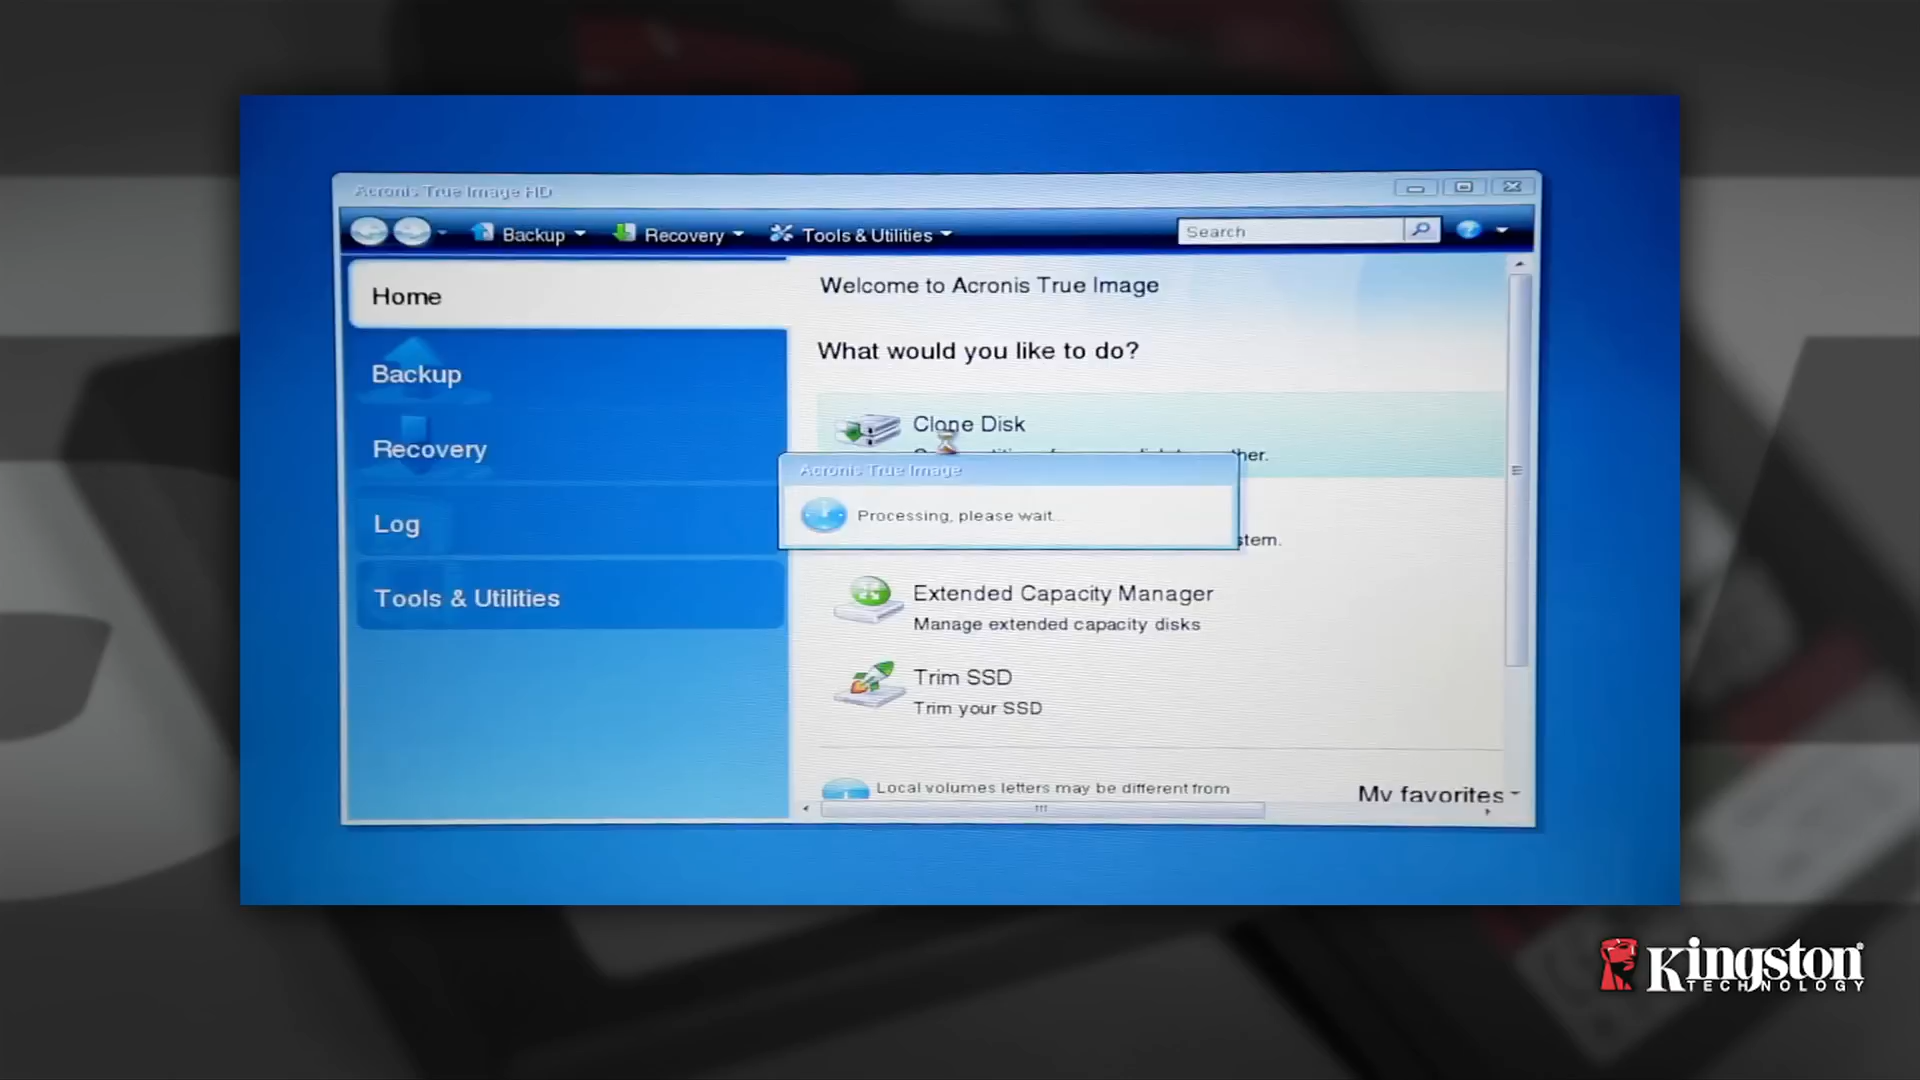 Acronis True Image HD
Backup
Recovery
Tools & Utilities
Search
Home
Backup
Recovery
Log
Tools & Utilities
Welcome to Acronis True Image
What would you like to do?
Clone Disk
Acronis True Image
Processing, please wait...
Extended Capacity Manager
Manage extended capacity disks
Trim SSD
Trim your SSD
Local volumes letters may be different from
My favorites
Kingston
TECHNOLOGY